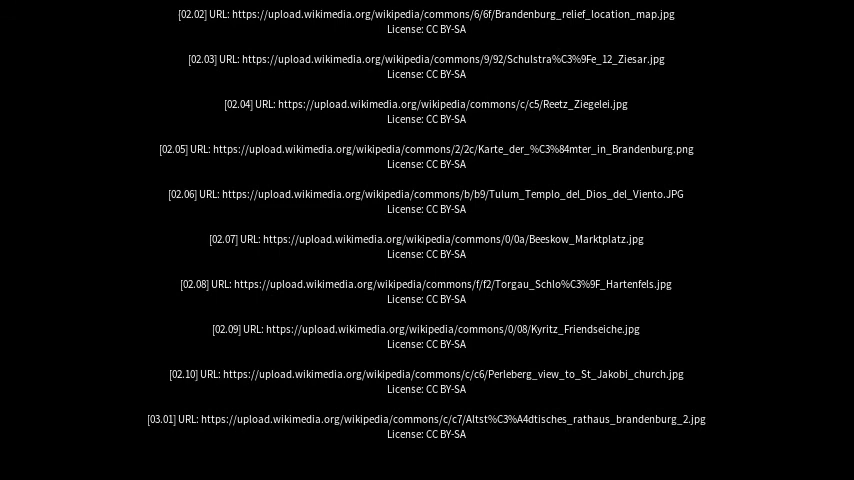 [02.02] URL: https://upload.wikimedia.org/wikipedia/commons/6/6f/Brandenburg_relief_location_map.jpg
License: CC BY-SA
[02.03] URL: https://upload.wikimedia.org/wikipedia/commons/9/92/Schulstra%C3%9Fe_12_Ziesar.jpg
License: CC BY-SA
[02.04] URL: https://upload.wikimedia.org/wikipedia/commons/c/c5/Reetz_Ziegelei.jpg
License: CC BY-SA
[02.05] URL: https://upload.wikimedia.org/wikipedia/commons/2/2c/Karte_der_%C3%84mter_in_Brandenburg.png
License: CC BY-SA
[02.06] URL: https://upload.wikimedia.org/wikipedia/commons/b/b9/Tulum_Templo_del_Dios_del_Viento.JPG
License: CC BY-SA
[02.07] URL: https://upload.wikimedia.org/wikipedia/commons/0/0a/Beeskow_Marktplatz.jpg
License: CC BY-SA
[02.08] URL: https://upload.wikimedia.org/wikipedia/commons/f/f2/Torgau_Schlo%C3%9F_Hartenfels.jpg
License: CC BY-SA
[02.09] URL: https://upload.wikimedia.org/wikipedia/commons/0/08/Kyritz_Friendseiche.jpg
License: CC BY-SA
[02.10] URL: https://upload.wikimedia.org/wikipedia/commons/c/c6/Perleberg_view_to_St_Jakobi_church.jpg
License: CC BY-SA
[03.01] URL: https://upload.wikimedia.org/wikipedia/commons/c/c7/Altst%C3%A4dtisches_rathaus_brandenburg_2.jpg
License: CC BY-SA